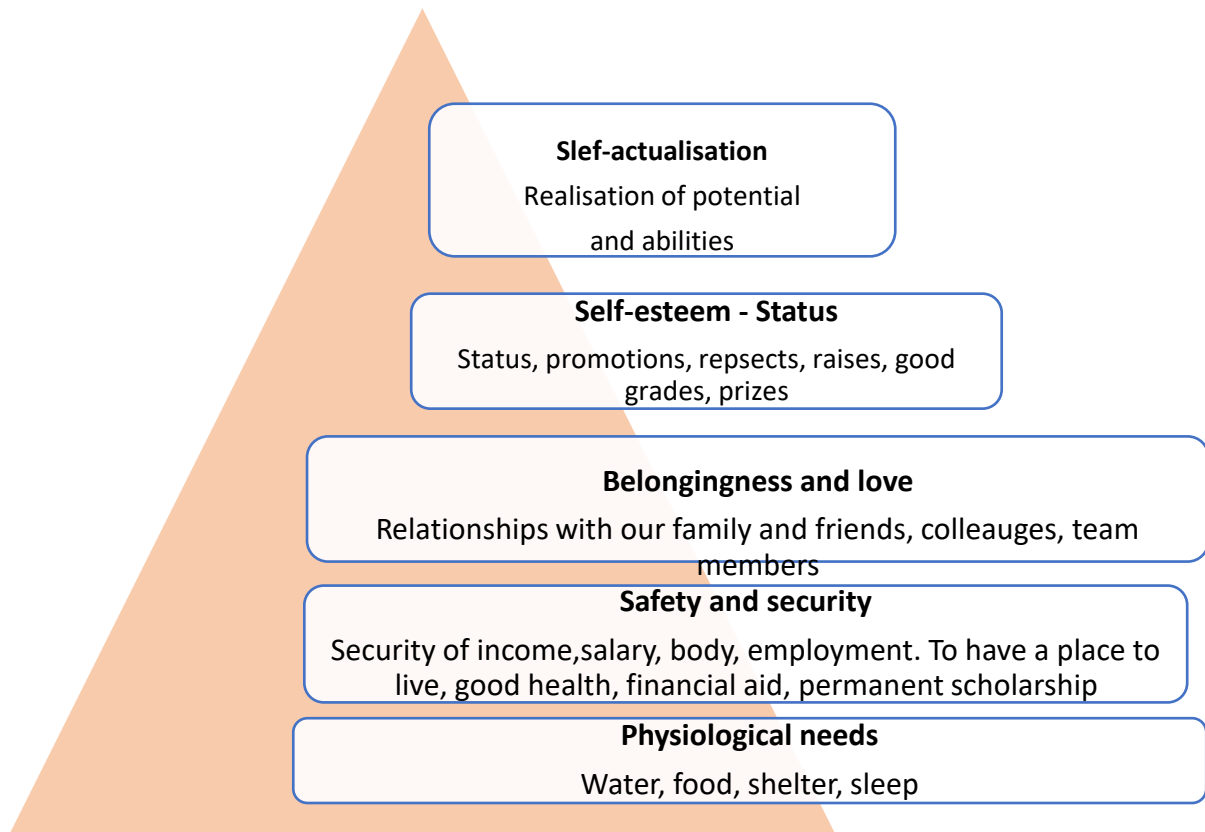 Slef-actualisation
Realisation of potential
and abilities
Self-esteem - Status
Status, promotions, repsects, raises, good
grades, prizes
Belongingness and love
Relationships with our family and friends, colleauges, team
members
Safety and security
Security of income,salary, body, employment. To have a place to
live, good health, financial aid, permanent scholarship
Physiological needs
Water, food, shelter, sleep